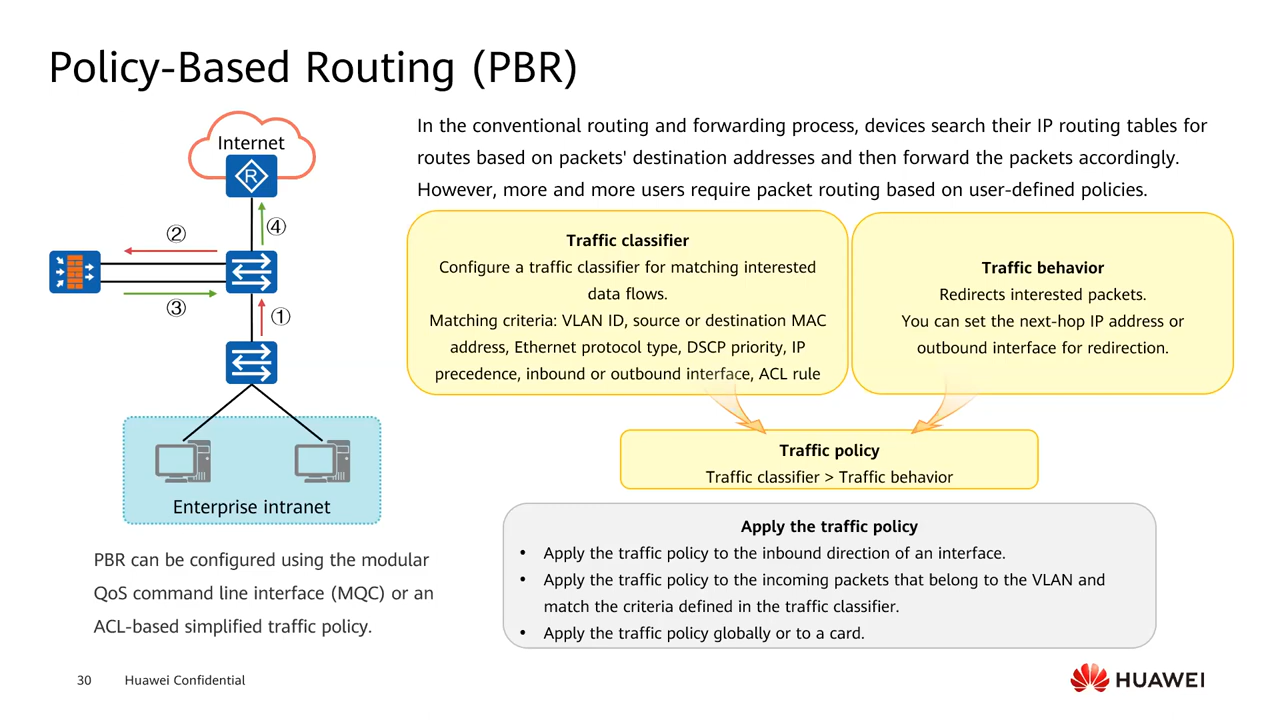 Policy-Based Routing (PBR)
Internet
R
④
②
③
①
Enterprise intranet
PBR can be configured using the modular
QoS command line interface (MQC) or an
ACL-based simplified traffic policy.
In the conventional routing and forwarding process, devices search their IP routing tables for
routes based on packets' destination addresses and then forward the packets accordingly.
However, more and more users require packet routing based on user-defined policies.
Traffic classifier
Configure a traffic classifier for matching interested
data flows.
Matching criteria: VLAN ID, source or destination MAC
address, Ethernet protocol type, DSCP priority, IP
precedence, inbound or outbound interface, ACL rule
Traffic behavior
Redirects interested packets.
You can set the next-hop IP address or
outbound interface for redirection.
Traffic policy
Traffic classifier > Traffic behavior
Apply the traffic policy
• Apply the traffic policy to the inbound direction of an interface.
• Apply the traffic policy to the incoming packets that belong to the VLAN and
match the criteria defined in the traffic classifier.
• Apply the traffic policy globally or to a card.
30 Huawei Confidential
HUAWEI